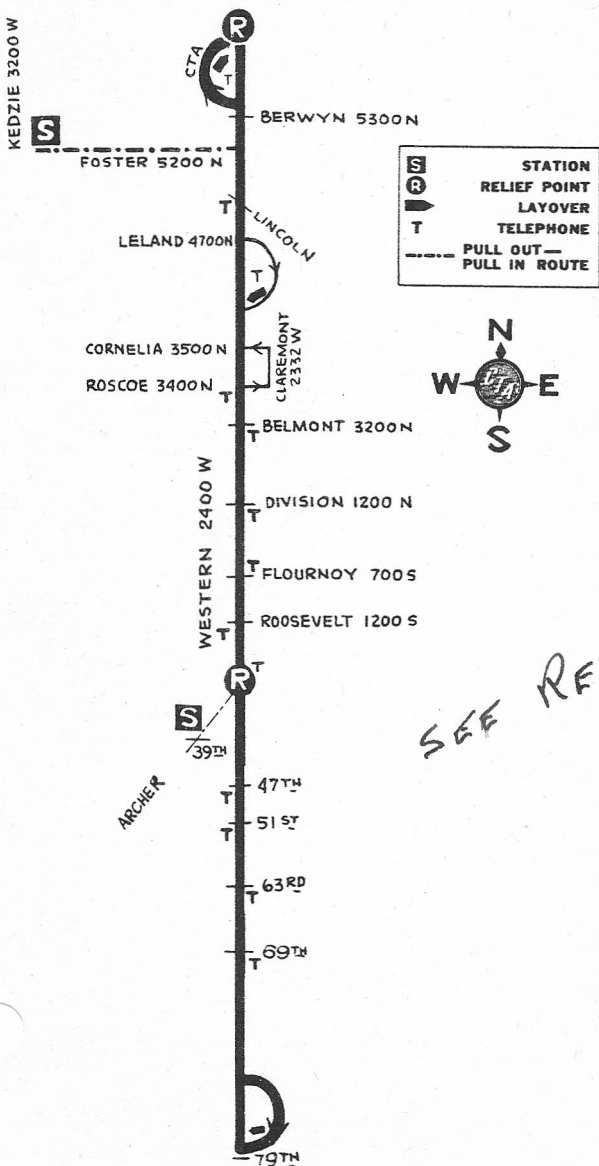 R
CTA
T
KEDZIE 3200 W
BERWYN 5300 N
S
FOSTER 5200 N
S STATION
R RELIEF POINT
LAYOVER
T TELEPHONE
PULL OUT—
PULL IN ROUTE
T
LINCOLN
LELAND 4700N
T
CORNELIA 3500 N
CLAREMONT
2332 W
ROSCOE 3400 N
T
N
W CTA E
S
T BELMONT 3200 N
WESTERN 2400 W
DIVISION 1200 N
T
T
FLOURNOY 700 S
ROOSEVELT 1200 S
T
T
R
SEE RE
S
39TH
ARCHER
47TH
T
51ST
T
63RD
T
69TH
T
79TH